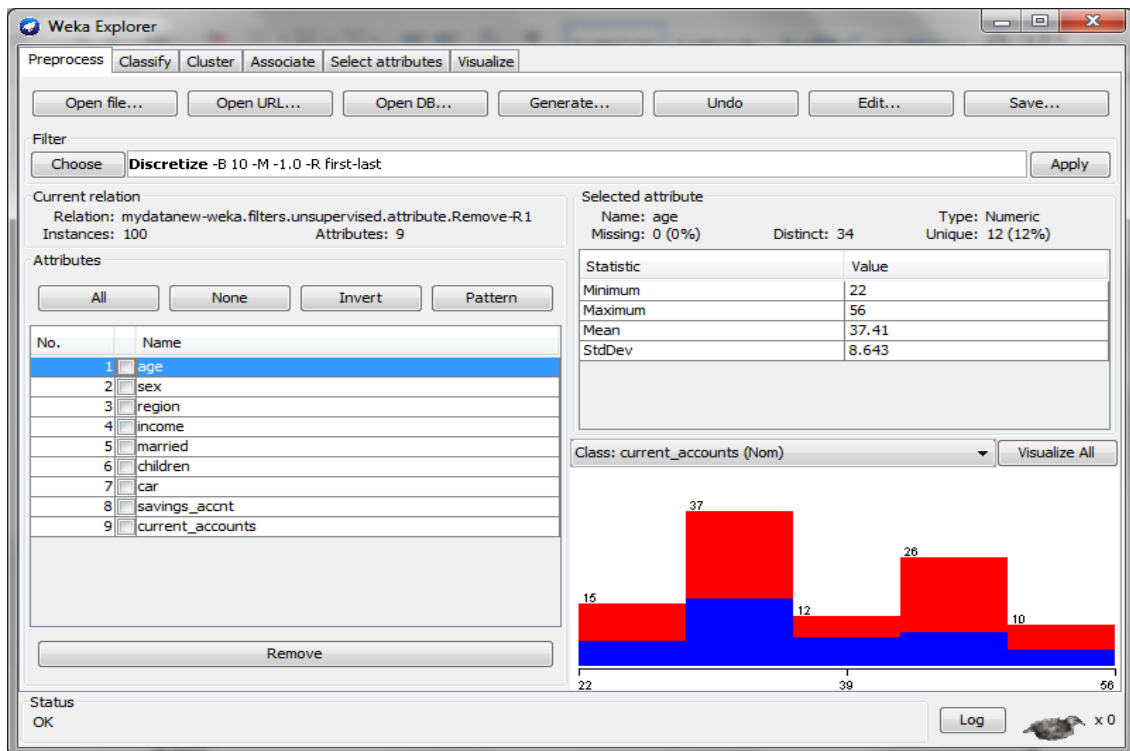 Weka Explorer
Preprocess Classify Cluster Associate Select attributes Visualize
Open file... Open URL... Open DB... Generate... Undo Edit... Save...
Filter
Choose Discretize -B 10 -M -1.0 -R first-last Apply
Current relation
Relation: mydatanew-weka.filters.unsupervised.attribute.Remove-R1
Instances: 100 Attributes: 9
Attributes
All None Invert Pattern
No. Name
1 age
2 sex
3 region
4 income
5 married
6 children
7 car
8 savings_accnt
9 current_accounts
Remove
Selected attribute
Name: age Type: Numeric
Missing: 0 (0%) Distinct: 34 Unique: 12 (12%)
Statistic Value
Minimum 22
Maximum 56
Mean 37.41
StdDev 8.643
Class: current_accounts (Nom) Visualize All
37
26
15
12
10
22 39 56
Status
OK Log x 0